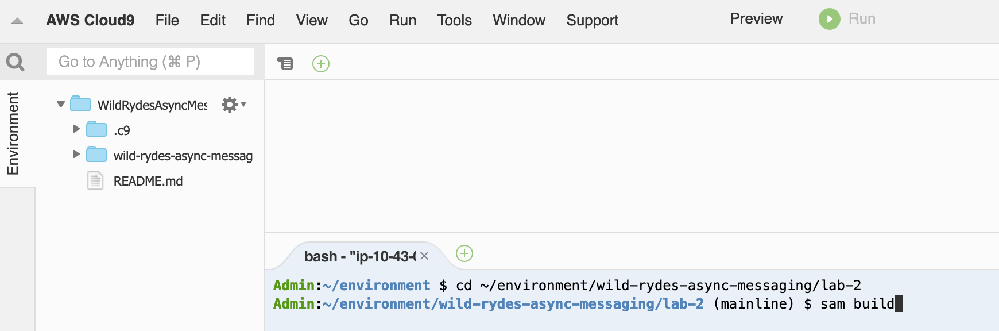 AWS Cloud9 File Edit Find View Go Run Tools Window Support Preview Run
Go to Anything (⌘ P)
Environment
WildRydesAsyncMes
.c9
wild-rydes-async-messag
README.md
bash - "ip-10-43-
Admin:~/environment $ cd ~/environment/wild-rydes-async-messaging/lab-2
Admin:~/environment/wild-rydes-async-messaging/lab-2 (mainline) $ sam build